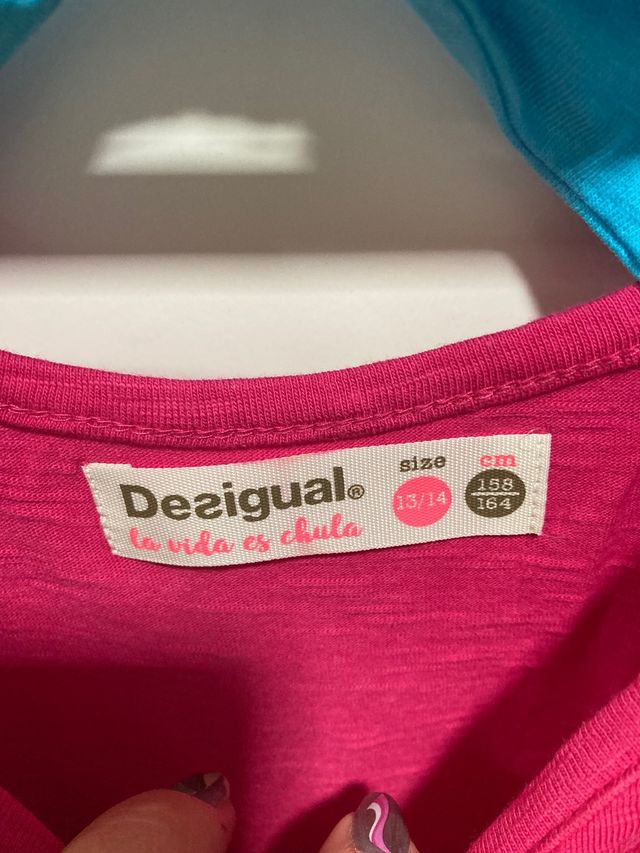 Desigual®
la vida es chula
size
13/14
cm
158
164